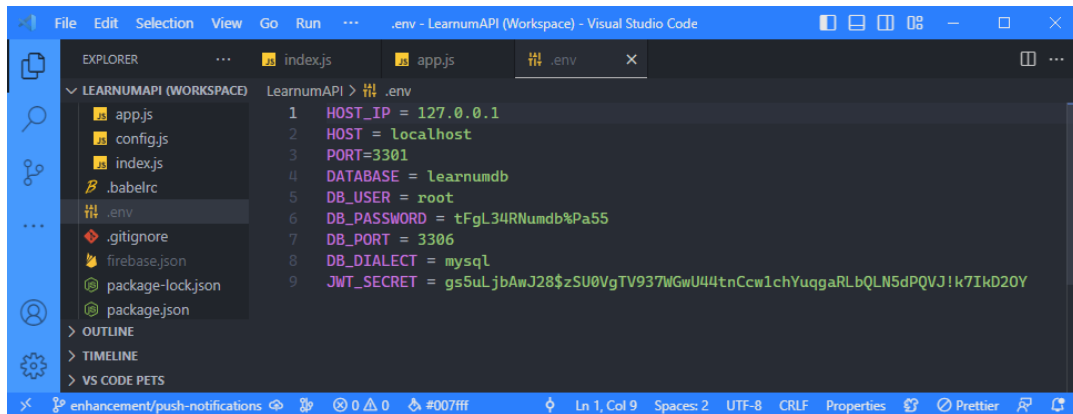 File Edit Selection View Go Run ··· .env - LearnumAPI (Workspace) - Visual Studio Code
EXPLORER ···
index.js
app.js
.env
LEARNUMAPI (WORKSPACE)
app.js
config.js
index.js
.babelrc
.env
.gitignore
firebase.json
package-lock.json
package.json
OUTLINE
TIMELINE
VS CODE PETS
LearnumAPI > .env
1 HOST_IP = 127.0.0.1
2 HOST = localhost
3 PORT=3301
4 DATABASE = learnumdb
5 DB_USER = root
6 DB_PASSWORD = tFgL34RNumdb%Pa55
7 DB_PORT = 3306
8 DB_DIALECT = mysql
9 JWT_SECRET = gs5uLjbAwJ28$zSU0VgTV937WGwU44tnCcw1chYuqgaRLbQLN5dPQVJ!k7IkD2OY
enhancement/push-notifications 0 0 #007fff Ln 1, Col 9 Spaces: 2 UTF-8 CRLF Properties Prettier